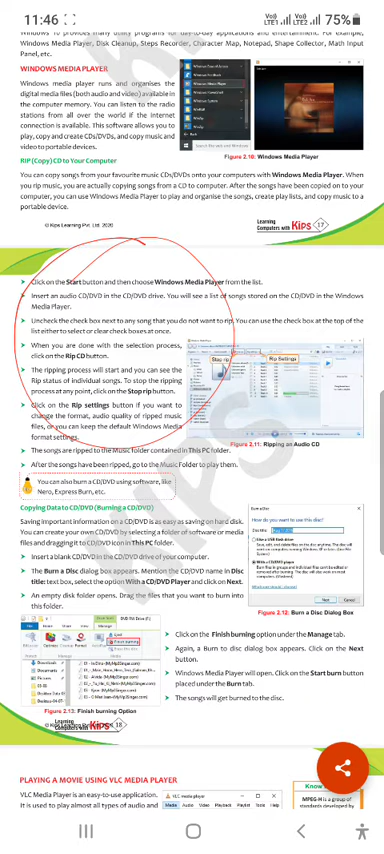 11:46
VoLTE1 VoLTE2 75%
Windows 10 provides many utility programs for day-to-day applications and entertainment. For example,
Windows Media Player, Disk Cleanup, Steps Recorder, Character Map, Notepad, Shape Collector, Math Input
Panel, etc.
WINDOWS MEDIA PLAYER
Windows media player runs and organises the
digital media files (both audio and video) available in
the computer memory. You can listen to the radio
stations from all over the world if the Internet
connection is available. This software allows you to
play, copy and create CDs/DVDs, and copy music and
video to portable devices.
Figure 2.10: Windows Media Player
RIP (Copy) CD to Your Computer
You can copy songs from your favourite music CDs/DVDs onto your computers with Windows Media Player. When
you rip music, you are actually copying songs from a CD to computer. After the songs have been copied on to your
computer, you can use Windows Media Player to play and organise the songs, create play lists, and copy music to a
portable device.
© Kips Learning Pvt. Ltd. 2020
Learning
Computers with KIPS 17
Click on the Start button and then choose Windows Media Player from the list.
Insert an audio CD/DVD in the CD/DVD drive. You will see a list of songs stored on the CD/DVD in the Windows
Media Player.
Uncheck the check box next to any song that you do not want to rip. You can use the check box at the top of the
list either to select or clear check boxes at once.
When you are done with the selection process,
click on the Rip CD button.
The ripping process will start and you can see the
Rip status of individual songs. To stop the ripping
process at any point, click on the Stop rip button.
Click on the Rip settings button if you want to
change the format, audio quality of ripped music
files, or you can keep the default Windows Media
format settings.
Stop rip
Rip Settings
Figure 2.11: Ripping an Audio CD
The songs are ripped to the Music folder contained in This PC folder.
After the songs have been ripped, go to the Music Folder to play them.
You can also burn a CD/DVD using software, like
Nero, Express Burn, etc.
Copying Data to CD/DVD (Burning a CD/DVD)
Saving important information on a CD/DVD is as easy as saving on hard disk.
You can create your own CD/DVD by selecting a folder of software or media
files and dragging it to CD/DVD icon in This PC folder.
Insert a blank CD/DVD in the CD/DVD drive of your computer.
The Burn a Disc dialog box appears. Mention the CD/DVD name in Disc
title: text box, select the option With a CD/DVD Player and click on Next.
An empty disk folder opens. Drag the files that you want to burn into
this folder.
How do you want to use this disc?
Disc title:
Like a USB flash drive
With a CD/DVD player
Next
Cancel
Figure 2.12: Burn a Disc Dialog Box
Figure 2.13: Finish burning Option
Click on the Finish burning option under the Manage tab.
Again, a Burn to disc dialog box appears. Click on the Next
button.
Windows Media Player will open. Click on the Start burn button
placed under the Burn tab.
The songs will get burned to the disc.
Learning
Computers with KIPS 18
PLAYING A MOVIE USING VLC MEDIA PLAYER
VLC Media Player is an easy-to-use application.
It is used to play almost all types of audio and
VLC media player
Media Audio Video Playback Playlist Tools Help
MPEG-H is a group of
standards developed by